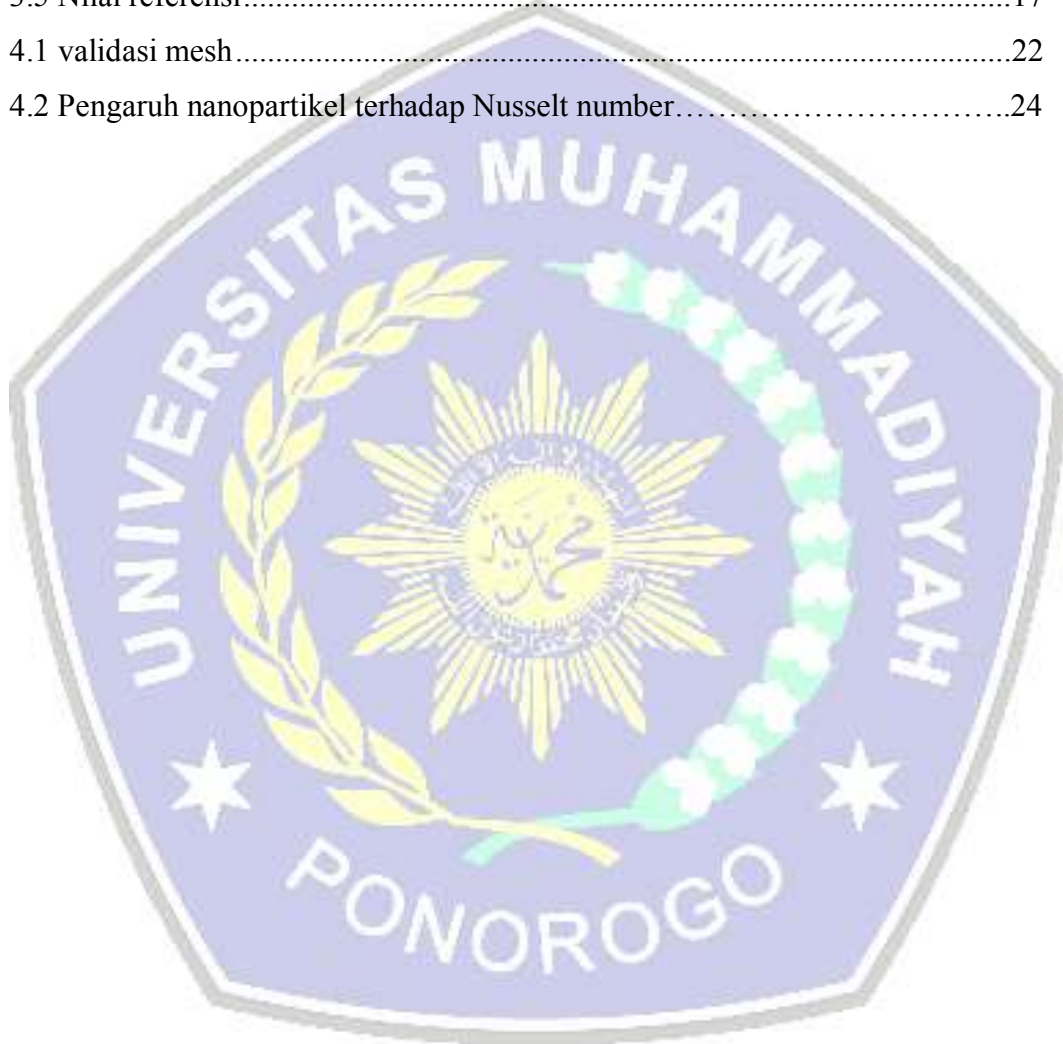 4.1 validasi mesh....................................................................................................22
4.2 Pengaruh nanopartikel terhadap Nusselt number…………………………….24
UNIVERSITAS MUHAMMADIYAH
PONOROGO